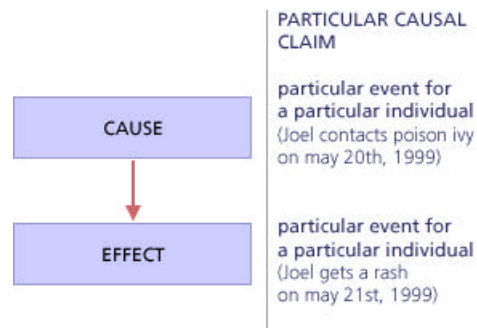 PARTICULAR CAUSAL
CLAIM
particular event for
a particular individual
(Joel contacts poison ivy
on may 20th, 1999)
CAUSE
particular event for
a particular individual
(Joel gets a rash
on may 21st, 1999)
EFFECT